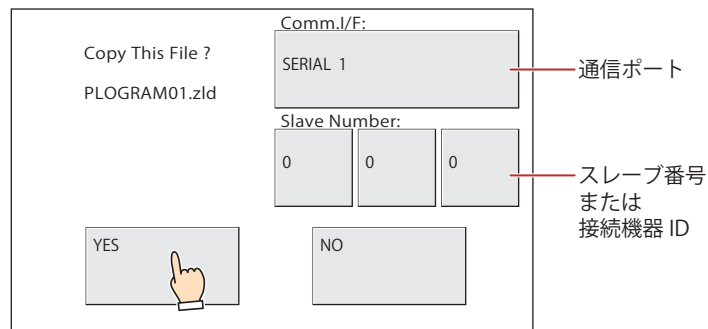 Comm.I/F:
Copy This File ?
SERIAL 1
通信ポート
PLOGRAM01.zld
Slave Number:
0 0 0
スレーブ番号
または
接続機器 ID
YES NO